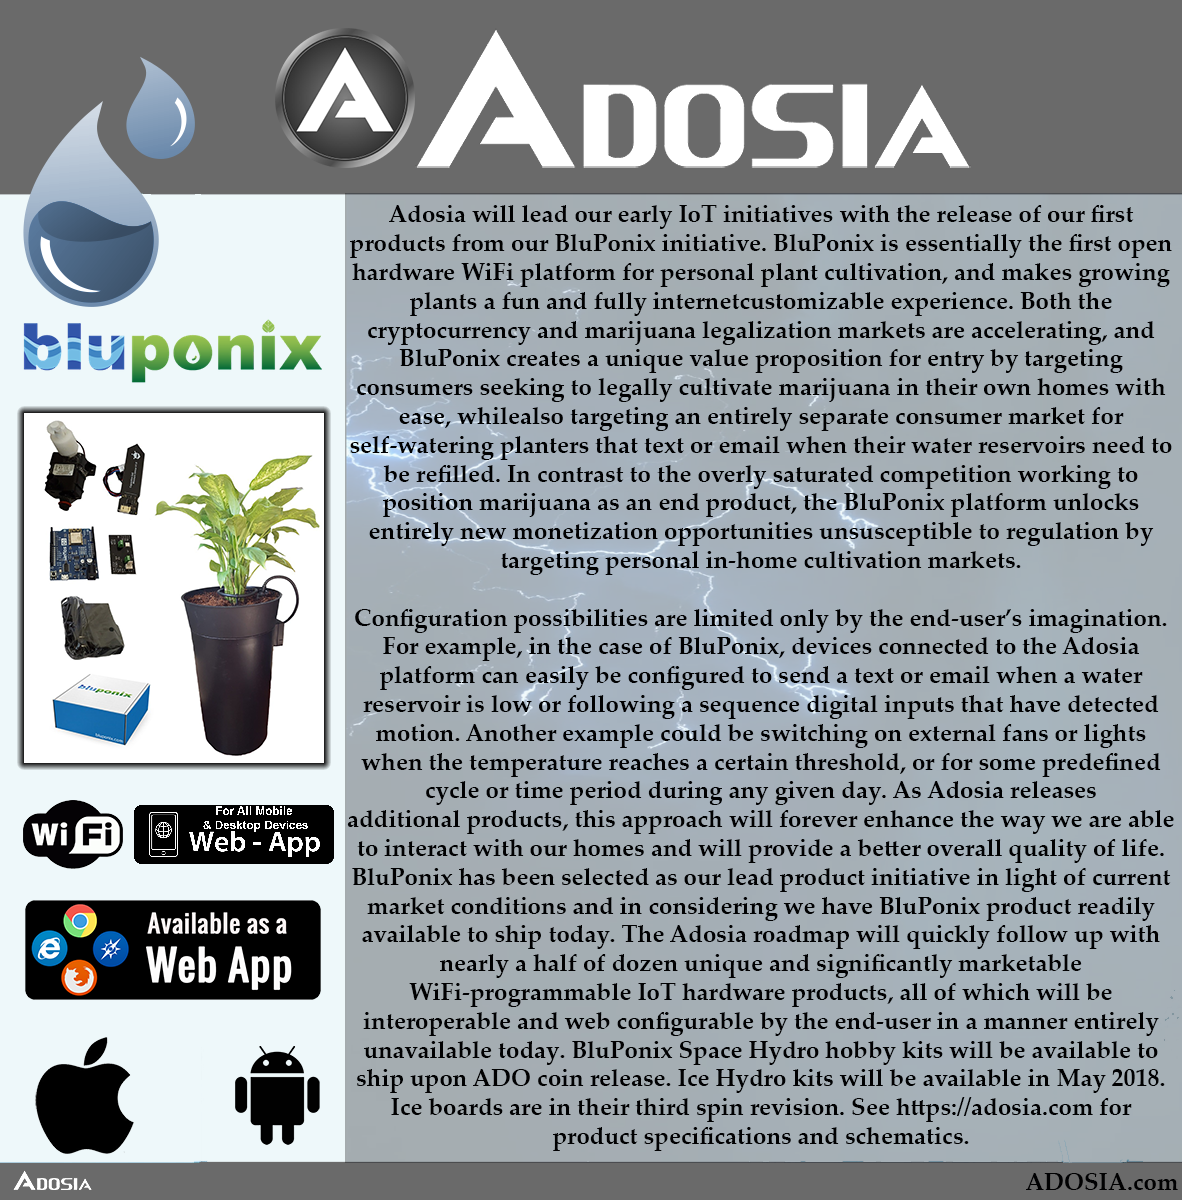 A ADOSIA
Adosia will lead our early IoT initiatives with the release of our first
products from our BluPonix initiative. BluPonix is essentially the first open
hardware WiFi platform for personal plant cultivation, and makes growing
plants a fun and fully internetcustomizable experience. Both the
cryptocurrency and marijuana legalization markets are accelerating, and
BluPonix creates a unique value proposition for entry by targeting
consumers seeking to legally cultivate marijuana in their own homes with
ease, whilealso targeting an entirely separate consumer market for
self-watering planters that text or email when their water reservoirs need to
be refilled. In contrast to the overly saturated competition working to
position marijuana as an end product, the BluPonix platform unlocks
entirely new monetization opportunities unsusceptible to regulation by
targeting personal in-home cultivation markets.
Configuration possibilities are limited only by the end-user's imagination.
For example, in the case of BluPonix, devices connected to the Adosia
platform can easily be configured to send a text or email when a water
reservoir is low or following a sequence digital inputs that have detected
motion. Another example could be switching on external fans or lights
when the temperature reaches a certain threshold, or for some predefined
cycle or time period during any given day. As Adosia releases
additional products, this approach will forever enhance the way we are able
to interact with our homes and will provide a better overall quality of life.
BluPonix has been selected as our lead product initiative in light of current
market conditions and in considering we have BluPonix product readily
available to ship today. The Adosia roadmap will quickly follow up with
nearly a half of dozen unique and significantly marketable
WiFi-programmable IoT hardware products, all of which will be
interoperable and web configurable by the end-user in a manner entirely
unavailable today. BluPonix Space Hydro hobby kits will be available to
ship upon ADO coin release. Ice Hydro kits will be available in May 2018.
Ice boards are in their third spin revision. See https://adosia.com for
product specifications and schematics.
bluponix
bluponix
bluponix.com
Wi Fi
For All Mobile
& Desktop Devices
Web - App
Available as a
Web App
ADOSIA
ADOSIA.com